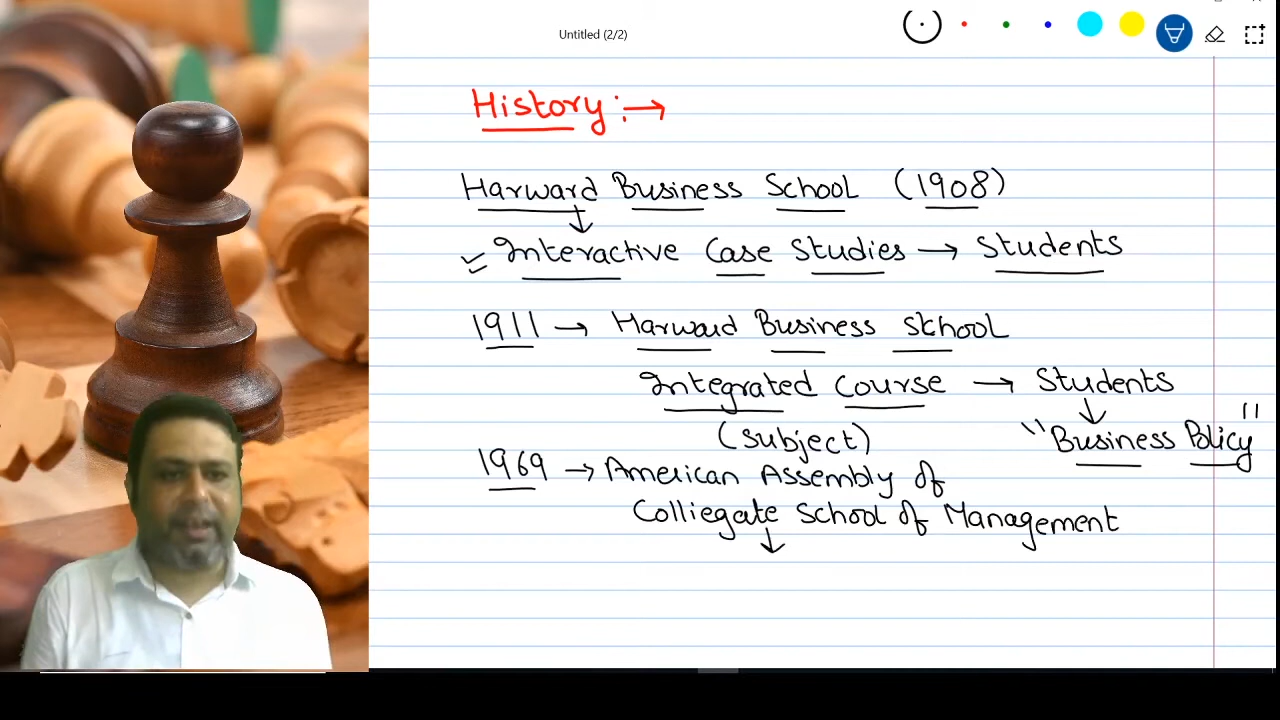 Untitled (2/2)
History:→
Harward Business School (1908)
↓
Interactive Case Studies → Students
1911 → Harward Business School
Integrated Course → Students
↓
(Subject) "Business Policy"
1969 → American Assembly of
Colliegate School of Management
↓